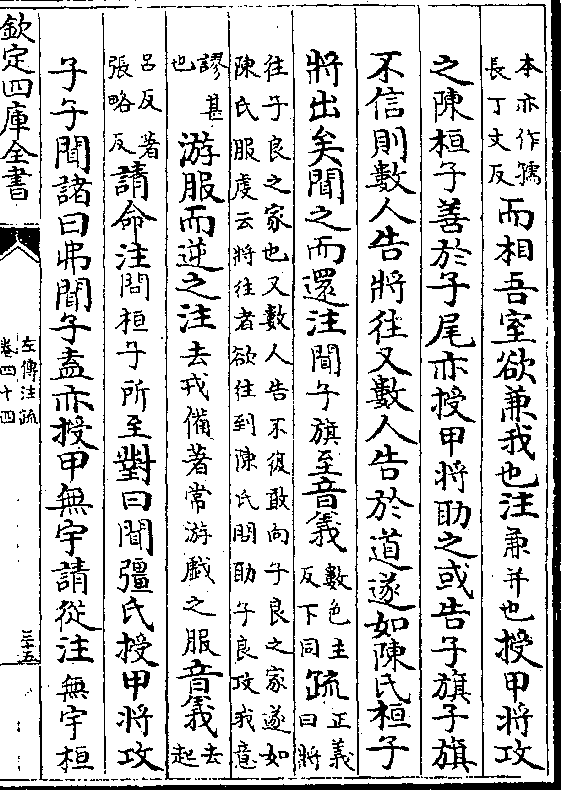 本亦作孺
長丁丈反
而相吾室欲兼我也注兼并也授甲將攻
之陳桓子善於子尾亦授甲將助之或告子旗子旗
不信則數人告將往又數人告於道遂如陳氏桓子
將出矣聞之而還注聞子旗至音義
數色主
反下同
疏
正義
曰將
往子良之家也又數人告不復敢向子良之家遂如
陳氏服虔云將往者欲往到陳氏問助子良攻我意
謬甚
也
游服而逆之注去戎備著常游戲之服音義
去
起
呂反著
張略反
請命注問桓子所至對曰聞彊氏授甲將攻
子子聞諸曰弗聞子盍亦授甲無宇請從注無宇桓
欽定四庫全書
左傳注疏
卷四十四
三十五